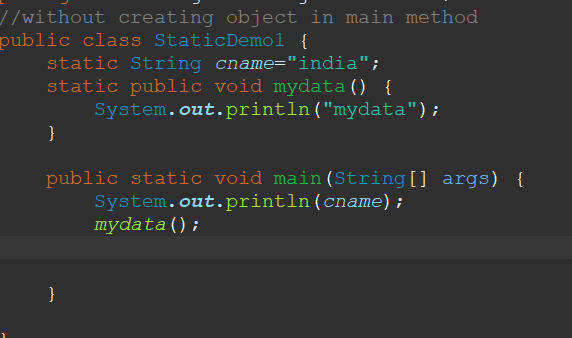 //without creating object in main method
public class StaticDemo1 {
    static String cname="india";
    static public void mydata() {
        System.out.println("mydata");
    }

    public static void main(String[] args) {
        System.out.println(cname);
        mydata();

    }

}